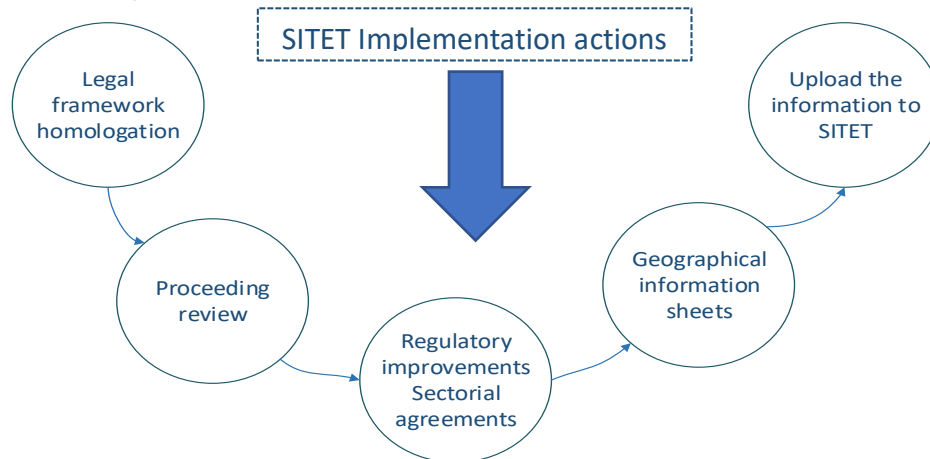 SITET Implementation actions
Legal
framework
homologation
Proceeding
review
Regulatory
improvements
Sectorial
agreements
Geographical
information
sheets
Upload the
information to
SITET